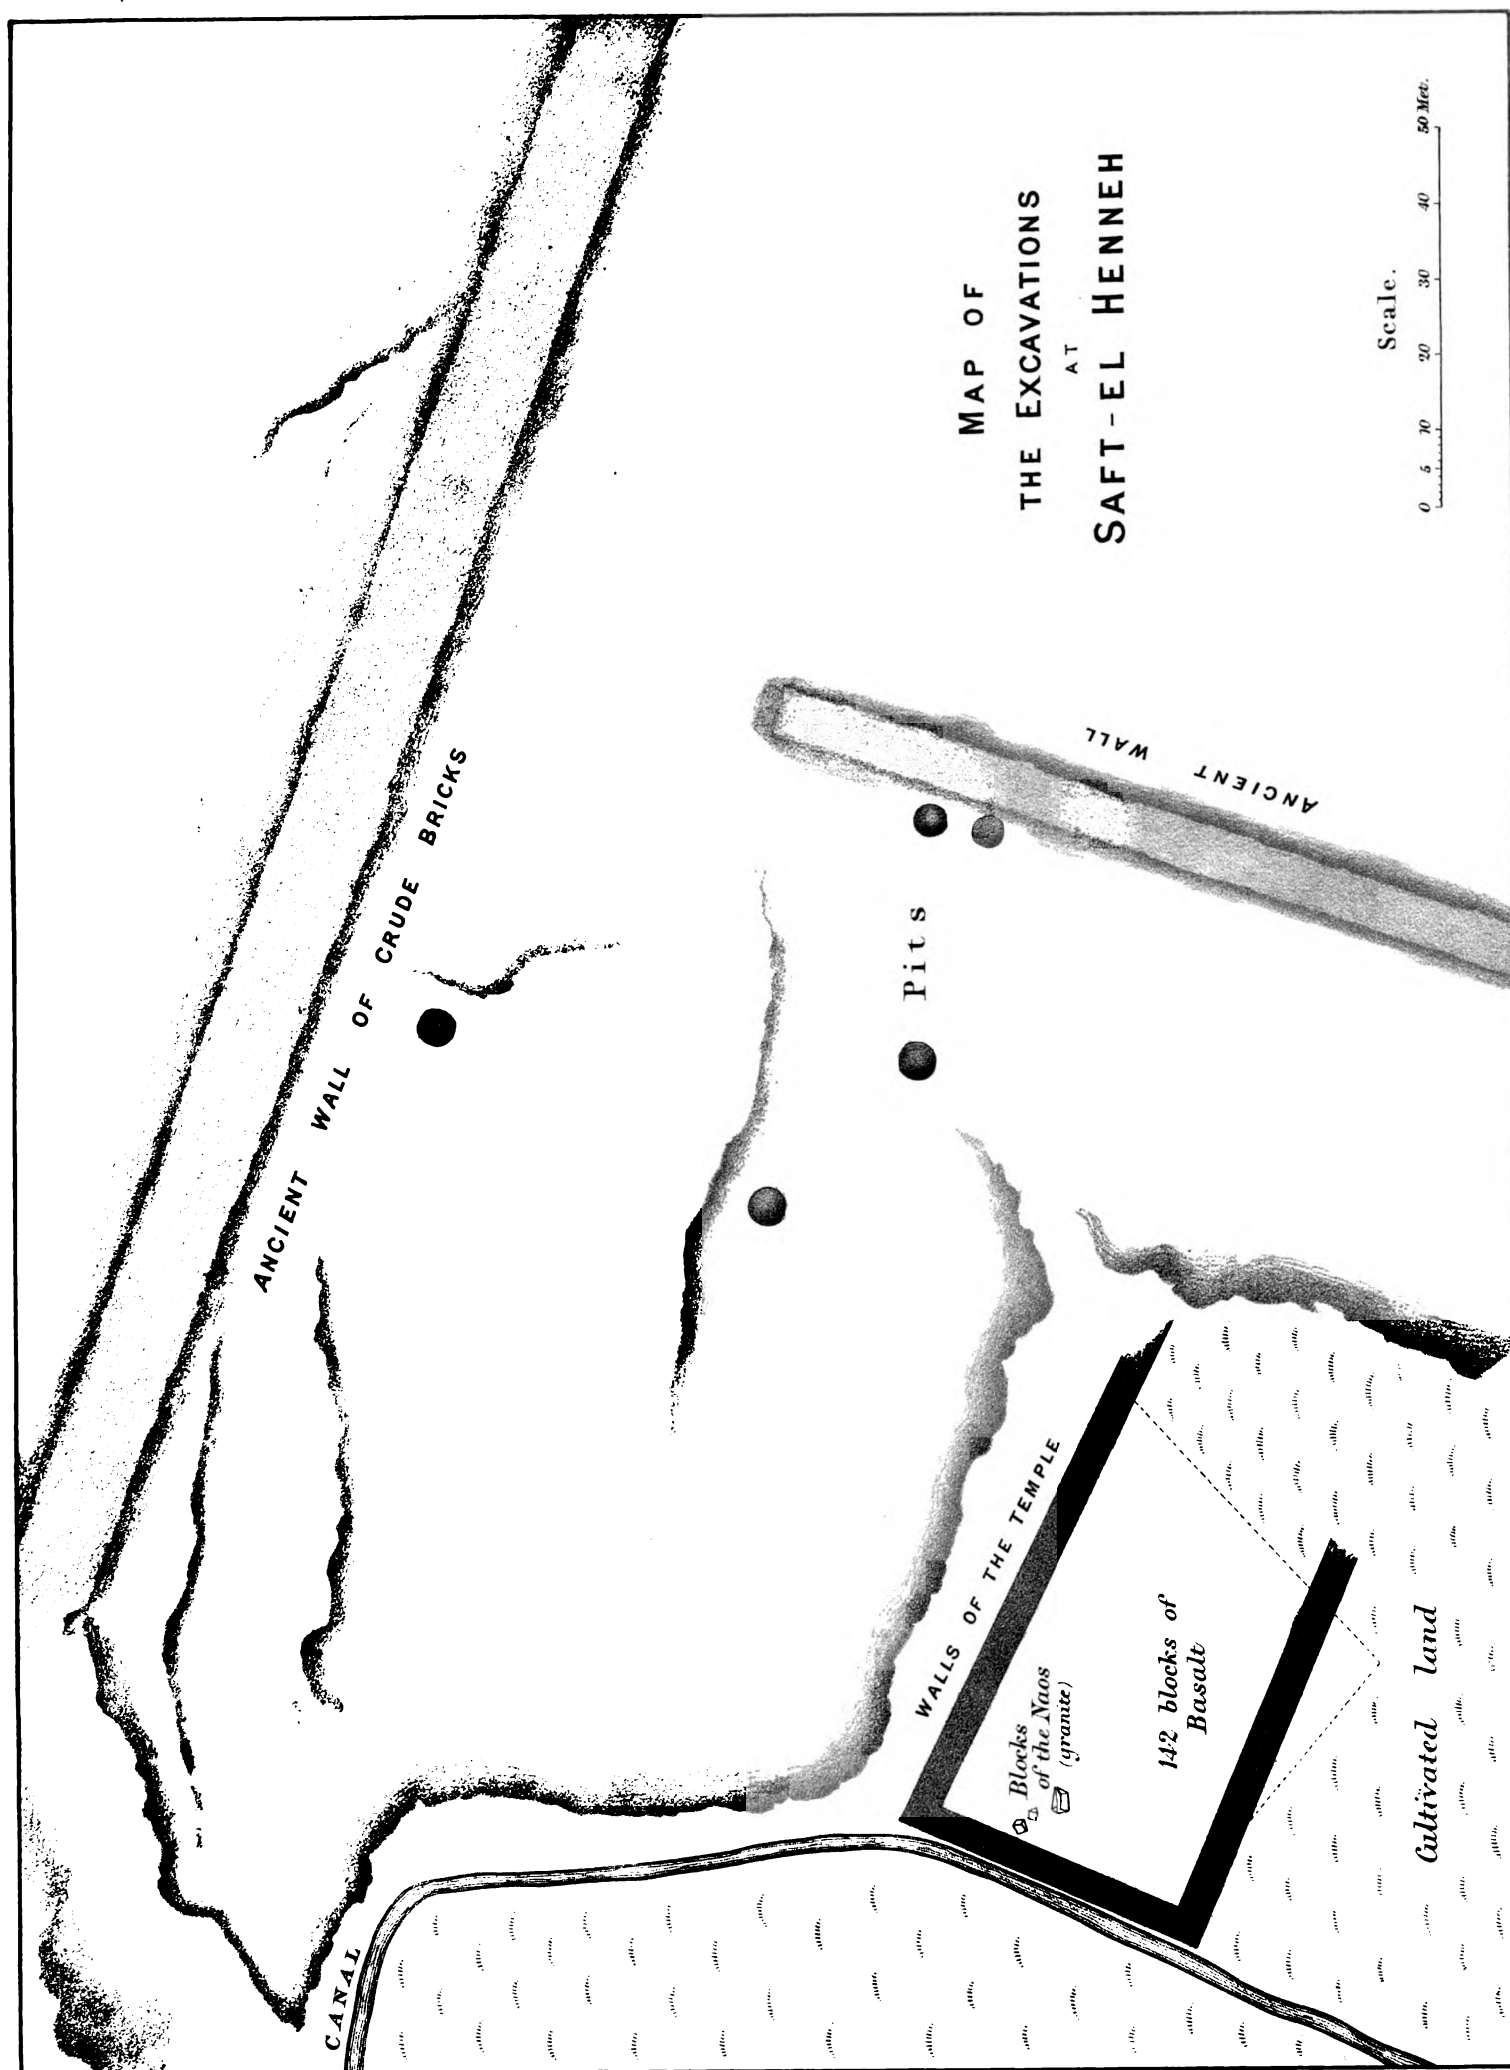 MAP OF
THE EXCAVATIONS
AT
SAFT-EL HENNEH
Scale.
0 5 10 20 30 40 50 Met.
ANCIENT WALL OF CRUDE BRICKS
ANCIENT WALL
Pits
WALLS OF THE TEMPLE
Blocks
of the Naos
(granite)
14·2 blocks of
Basalt
Cultivated land
CANAL